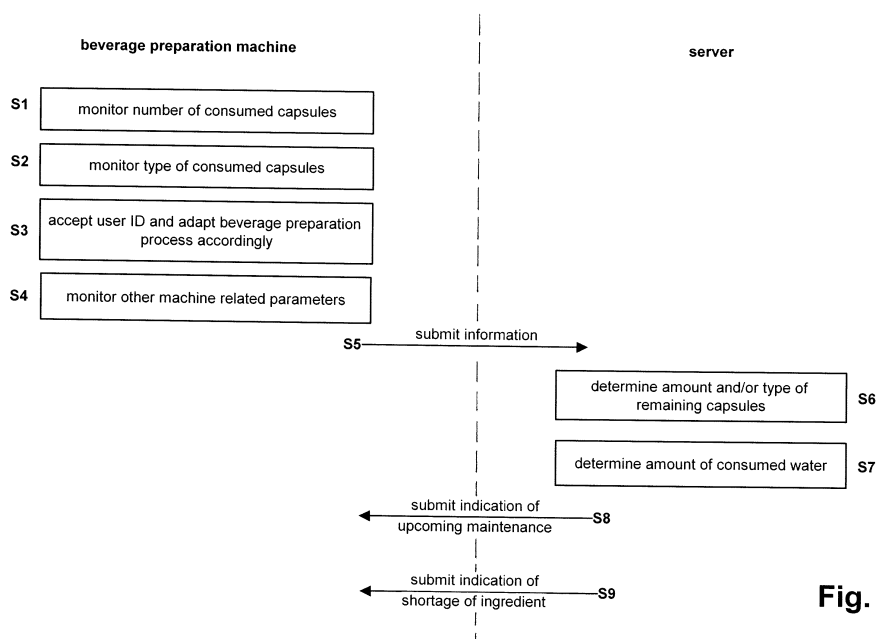 beverage preparation machine
server
S1
monitor number of consumed capsules
S2
monitor type of consumed capsules
S3
accept user ID and adapt beverage preparation
process accordingly
S4
monitor other machine related parameters
submit information
S5
determine amount and/or type of
remaining capsules
S6
determine amount of consumed water
S7
submit indication of
upcoming maintenance
S8
submit indication of
shortage of ingredient
S9
Fig.